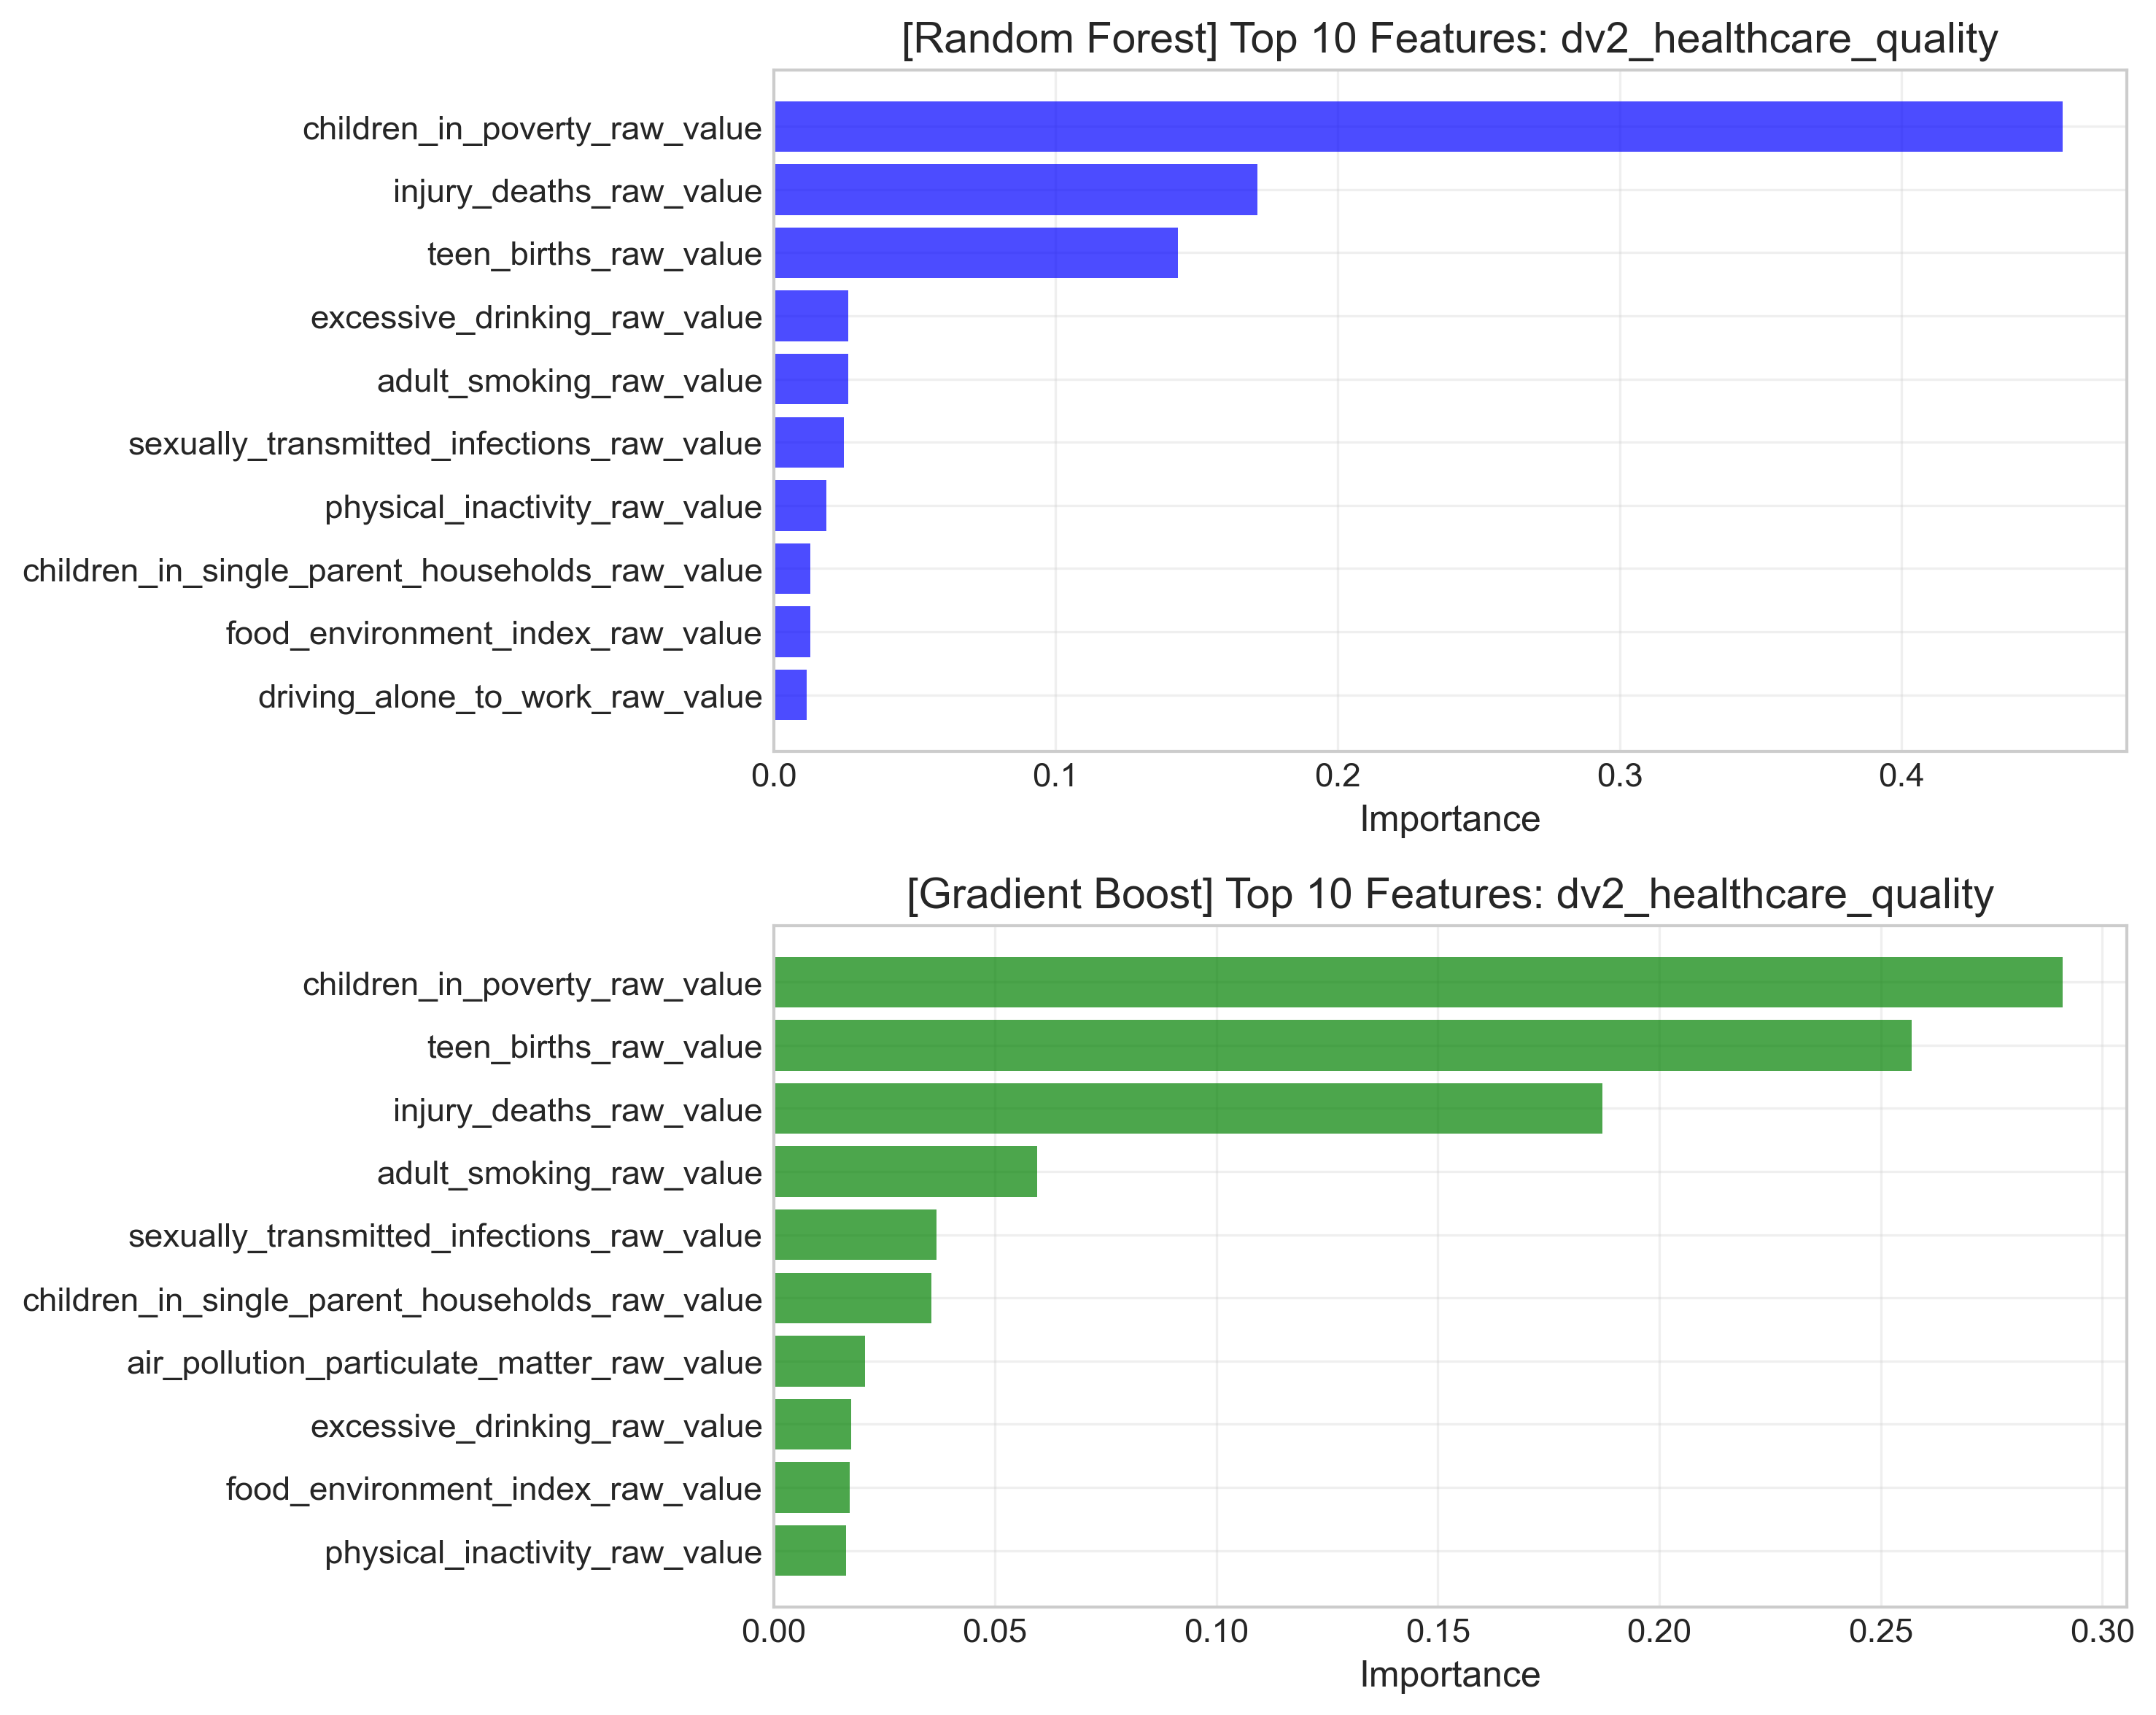 [Random Forest] Top 10 Features: dv2_healthcare_quality
children_in_poverty_raw_value
injury_deaths_raw_value
teen_births_raw_value
excessive_drinking_raw_value
adult_smoking_raw_value
sexually_transmitted_infections_raw_value
physical_inactivity_raw_value
children_in_single_parent_households_raw_value
food_environment_index_raw_value
driving_alone_to_work_raw_value
0.0 0.1 0.2 0.3 0.4
Importance
[Gradient Boost] Top 10 Features: dv2_healthcare_quality
children_in_poverty_raw_value
teen_births_raw_value
injury_deaths_raw_value
adult_smoking_raw_value
sexually_transmitted_infections_raw_value
children_in_single_parent_households_raw_value
air_pollution_particulate_matter_raw_value
excessive_drinking_raw_value
food_environment_index_raw_value
physical_inactivity_raw_value
0.00 0.05 0.10 0.15 0.20 0.25 0.30
Importance